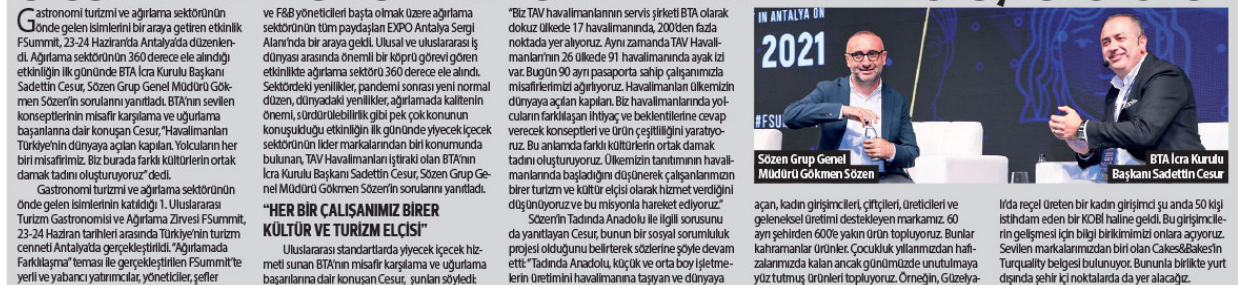 Gastronomi turizmi ve ağırlama sektörünün
önde gelen isimlerini bir araya getiren etkinlik
FSummit, 23-24 Haziran'da Antalya'da düzenlen-
di. Ağırlama sektörünün 360 derece ele alındığı
etkinliğin ilk gününde BTA İcra Kurulu Başkanı
Sadettin Cesur, Sözen Grup Genel Müdürü Gök-
men Sözen'in sorularını yanıtladı. BTA'nın sevilen
konseptlerinin misafir karşılama ve uğurlama
başarılarına dair konuşan Cesur, "Havalimanları
Türkiye'nin dünyaya açılan kapıları. Yolcuların her
biri misafirimiz. Biz burada farklı kültürlerin ortak
damak tadını oluşturuyoruz" dedi.
Gastronomi turizmi ve ağırlama sektörünün
önde gelen isimlerinin katıldığı 1. Uluslararası
Turizm Gastronomisi ve Ağırlama Zirvesi FSummit,
23-24 Haziran tarihleri arasında Türkiye'nin turizm
cenneti Antalya'da gerçekleştirildi. "Ağırlamada
Farklılaşma" teması ile gerçekleştirilen FSummit'te
yerli ve yabancı yatırımcılar, yöneticiler, şefler
ve F&B yöneticileri başta olmak üzere ağırlama
sektörünün tüm paydaşları EXPO Antalya Sergi
Alanı'nda bir araya geldi. Ulusal ve uluslararası iş
dünyası arasında önemli bir köprü görevi gören
etkinlikte ağırlama sektörü 360 derece ele alındı.
Sektördeki yenilikler, pandemi sonrası yeni normal
düzen, dünyadaki yenilikler, ağırlamada kalitenin
önemi, sürdürülebilirlik gibi pek çok konunun
konuşulduğu etkinliğin ilk gününde yiyecek içecek
sektörünün lider markalarından biri konumunda
bulunan, TAV Havalimanları iştiraki olan BTA'nın
İcra Kurulu Başkanı Sadettin Cesur, Sözen Grup Ge-
nel Müdürü Gökmen Sözen'in sorularını yanıtladı.
"HER BİR ÇALIŞANIMIZ BİRER
KÜLTÜR VE TURİZM ELÇİSİ"
Uluslararası standartlarda yiyecek içecek hiz-
meti sunan BTA'nın misafir karşılama ve uğurlama
başarılarına dair konuşan Cesur, şunları söyledi:
"Biz TAV havalimanlarının servis şirketi BTA olarak
dokuz ülkede 17 havalimanında, 200'den fazla
noktada yer alıyoruz. Aynı zamanda TAV Havali-
manları'nın 26 ülkede 91 havalimanında ayak izi
var. Bugün 90 ayrı pasaporta sahip çalışanımızla
misafirlerimizi ağırlıyoruz. Havalimanları ülkemizin
dünyaya açılan kapıları. Biz havalimanlarında yol-
cuların farklılaşan ihtiyaç ve beklentilerine cevap
verecek konseptleri ve ürün çeşitliliğini yaratıyo-
ruz. Bu anlamda farklı kültürlerin ortak damak
tadını oluşturuyoruz. Ülkemizin tanıtımının havali-
manlarında başladığını düşünerek çalışanlarımızın
birer turizm ve kültür elçisi olarak hizmet verdiğini
düşünüyoruz ve bu misyonla hareket ediyoruz."
Sözen'in Tadında Anadolu ile ilgili sorusunu
da yanıtlayan Cesur, bunun bir sosyal sorumluluk
projesi olduğunu belirterek sözlerine şöyle devam
etti: "Tadında Anadolu, küçük ve orta boy işletme-
lerin üretimini havalimanına taşıyan ve dünyaya
IT IN ANTALYA ON
2021
#FSU
Sözen Grup Genel
Müdürü Gökmen Sözen
BTA İcra Kurulu
Başkanı Sadettin Cesur
açan, kadın girişimcileri, çiftçileri, üreticileri ve
geleneksel üretimi destekleyen markamız. 60
ayrı şehirden 600'e yakın ürün topluyoruz. Bunlar
kahramanlar ürünler. Çocukluk yıllarımızdan hafı-
zalarımızda kalan ancak günümüzde unutulmaya
yüz tutmuş ürünleri topluyoruz. Örneğin, Güzelya-
lı'da reçel üreten bir kadın girişimci şu anda 50 kişi
istihdam eden bir KOBİ haline geldi. Bu girişimcile-
rin gelişmesi için bilgi birikimimizi onlara açıyoruz.
Sevilen markalarımızdan biri olan Cakes&Bakes'in
Turquality belgesi bulunuyor. Bununla birlikte yurt
dışında şehir içi noktalarda da yer alacağız.